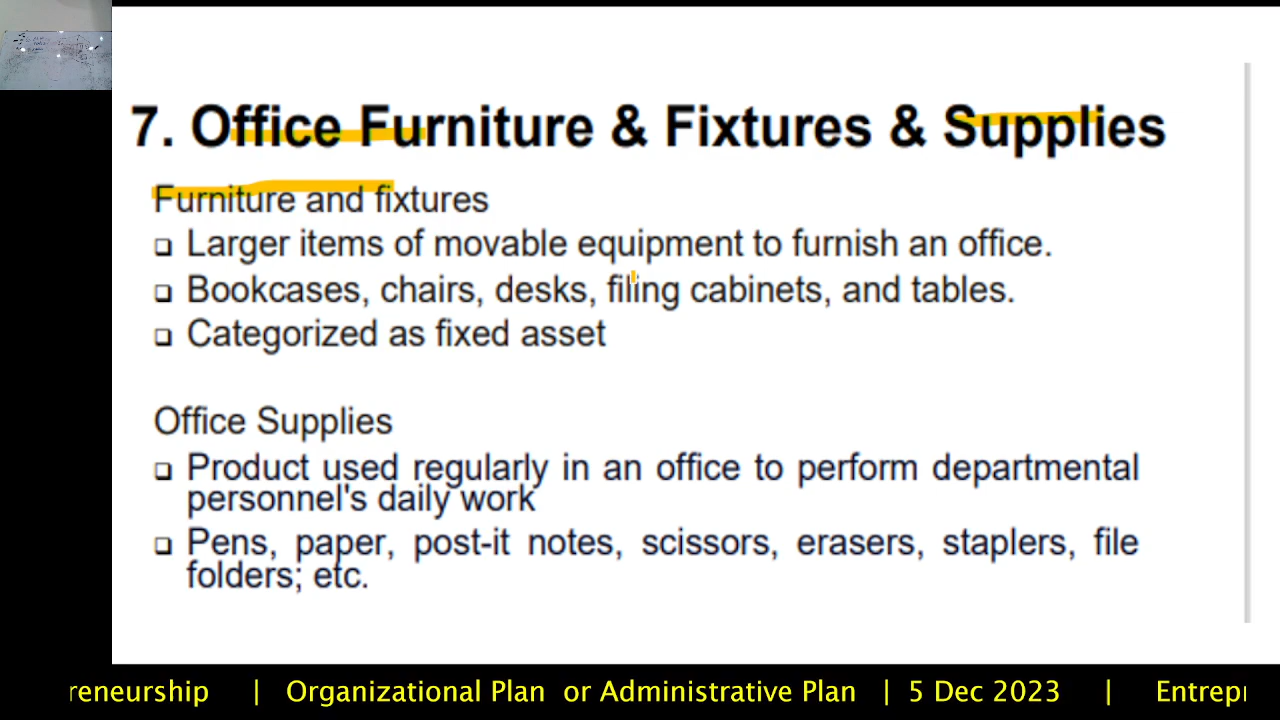 7. Office Furniture & Fixtures & Supplies
Furniture and fixtures
❑ Larger items of movable equipment to furnish an office.
❑ Bookcases, chairs, desks, filing cabinets, and tables.
❑ Categorized as fixed asset
Office Supplies
❑ Product used regularly in an office to perform departmental
personnel's daily work
❑ Pens, paper, post-it notes, scissors, erasers, staplers, file
folders; etc.
reneurship | Organizational Plan or Administrative Plan | 5 Dec 2023 | Entrepr